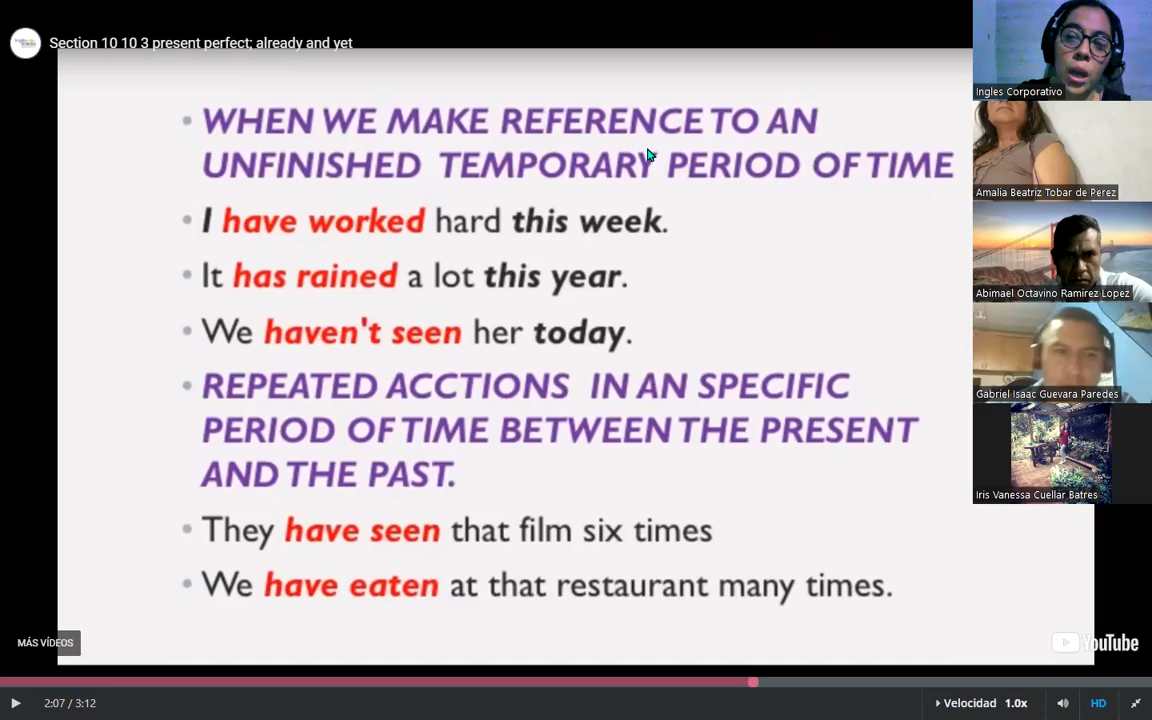 Section 10 10 3 present perfect; already and yet
• WHEN WE MAKE REFERENCE TO AN
UNFINISHED TEMPORARY PERIOD OF TIME
• I have worked hard this week.
• It has rained a lot this year.
• We haven't seen her today.
• REPEATED ACCTIONS IN AN SPECIFIC
PERIOD OF TIME BETWEEN THE PRESENT
AND THE PAST.
• They have seen that film six times
• We have eaten at that restaurant many times.
Ingles Corporativo
Amalia Beatriz Tobar de Perez
Abimael Octavino Ramirez Lopez
Gabriel Isaac Guevara Paredes
Iris Vanessa Cuellar Batres
MÁS VÍDEOS
YouTube
2:07 / 3:12
Velocidad 1.0x
HD